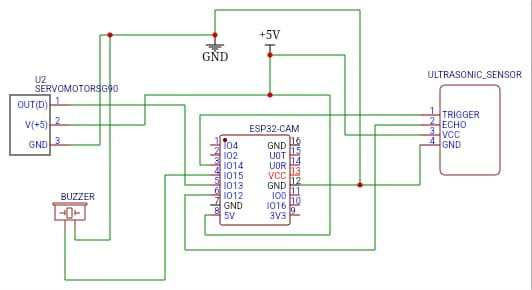 +5V
GND
U2
SERVOMOTORSG90
OUT(D) 1
V(+5) 2
GND 3
ULTRASONIC_SENSOR
1 TRIGGER
2 ECHO
3 VCC
4 GND
ESP32-CAM
1 IO4 GND 16
2 IO2 U0T 15
3 IO14 U0R 14
4 IO15 VCC 13
5 IO13 GND 12
6 IO12 IO0 11
7 GND IO16 10
8 5V 3V3 9
BUZZER